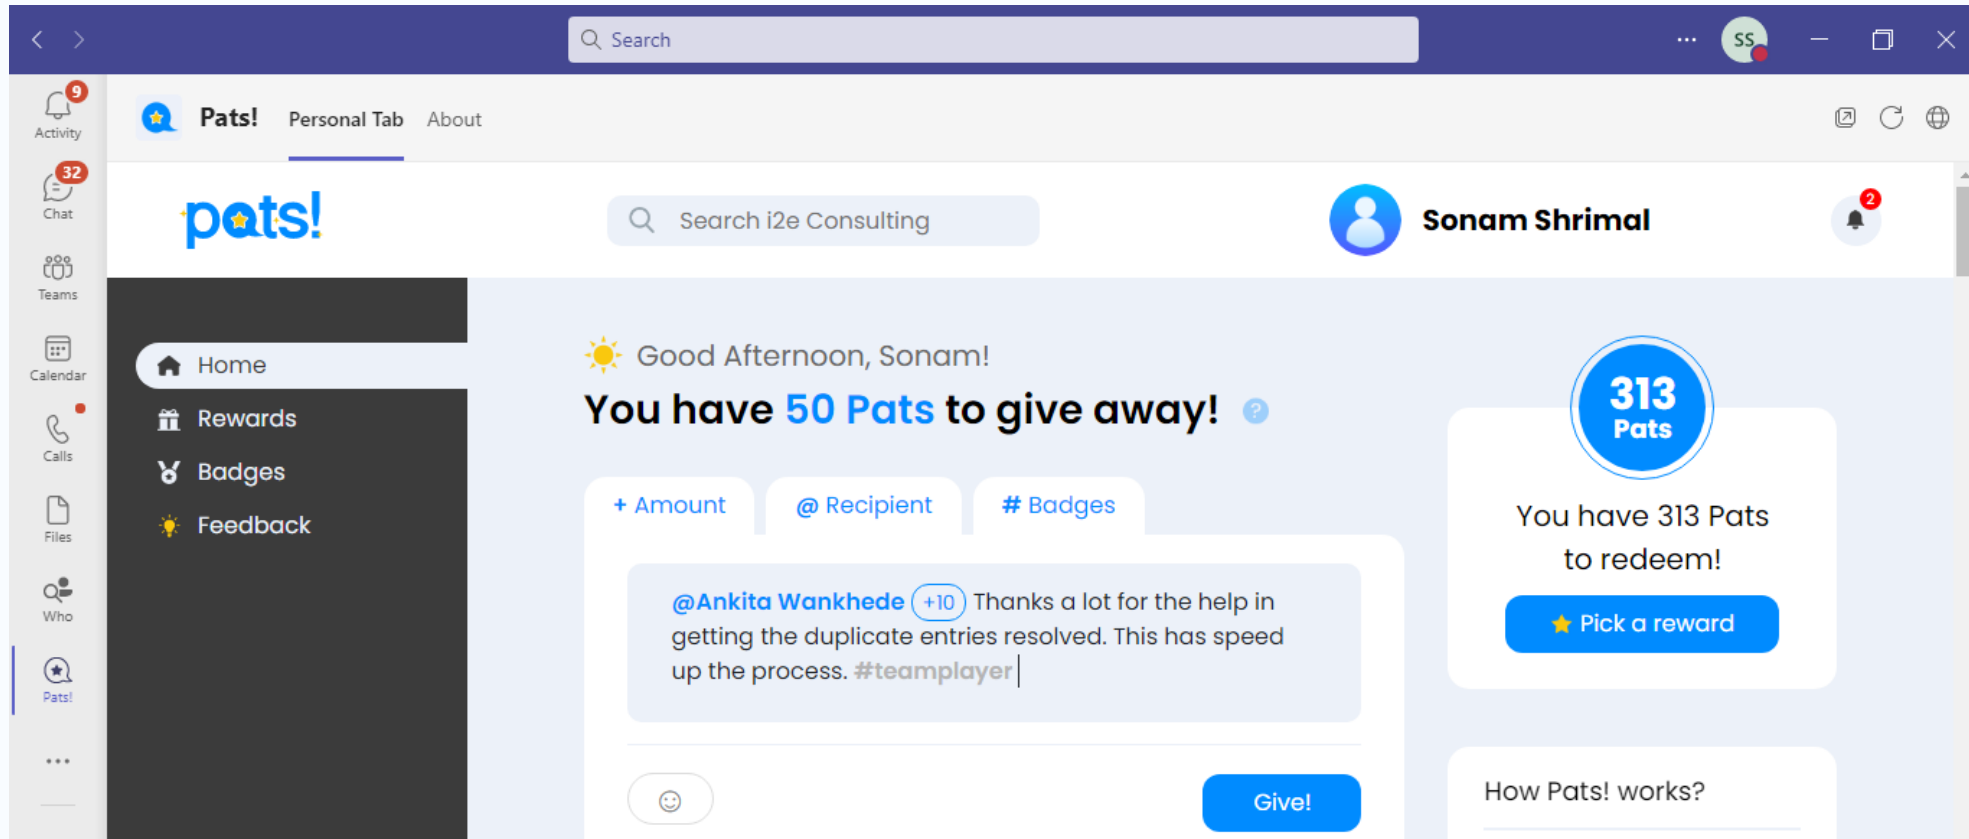 Search
...
SS
9
Activity
Pats!
Personal Tab
About
32
Chat
Teams
Calendar
Calls
Files
Who
Pats!
pats!
Search i2e Consulting
Sonam Shrimal
2
Home
Rewards
Badges
Feedback
Good Afternoon, Sonam!
You have 50 Pats to give away! ?
+ Amount
@ Recipient
# Badges
@Ankita Wankhede +10 Thanks a lot for the help in
getting the duplicate entries resolved. This has speed
up the process. #teamplayer
Give!
313
Pats
You have 313 Pats
to redeem!
Pick a reward
How Pats! works?